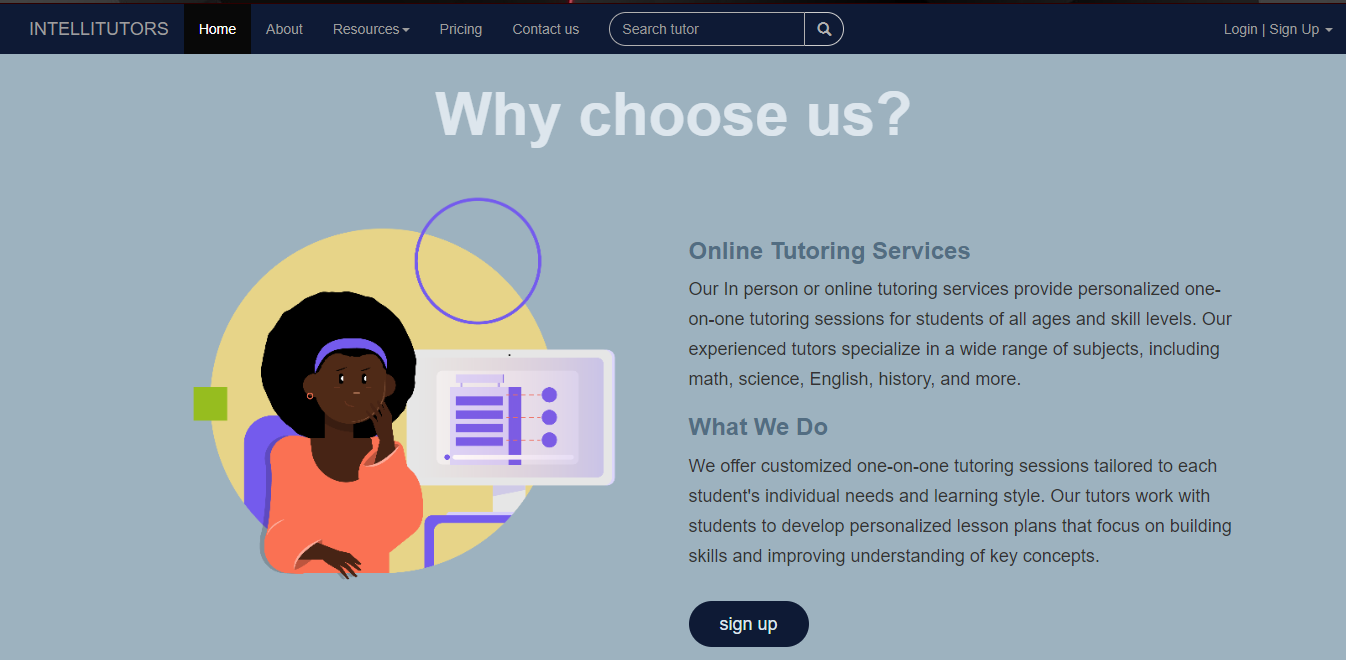 INTELLITUTORS Home About Resources Pricing Contact us Search tutor Login | Sign Up
Why choose us?
Online Tutoring Services
Our In person or online tutoring services provide personalized one-
on-one tutoring sessions for students of all ages and skill levels. Our
experienced tutors specialize in a wide range of subjects, including
math, science, English, history, and more.
What We Do
We offer customized one-on-one tutoring sessions tailored to each
student's individual needs and learning style. Our tutors work with
students to develop personalized lesson plans that focus on building
skills and improving understanding of key concepts.
sign up